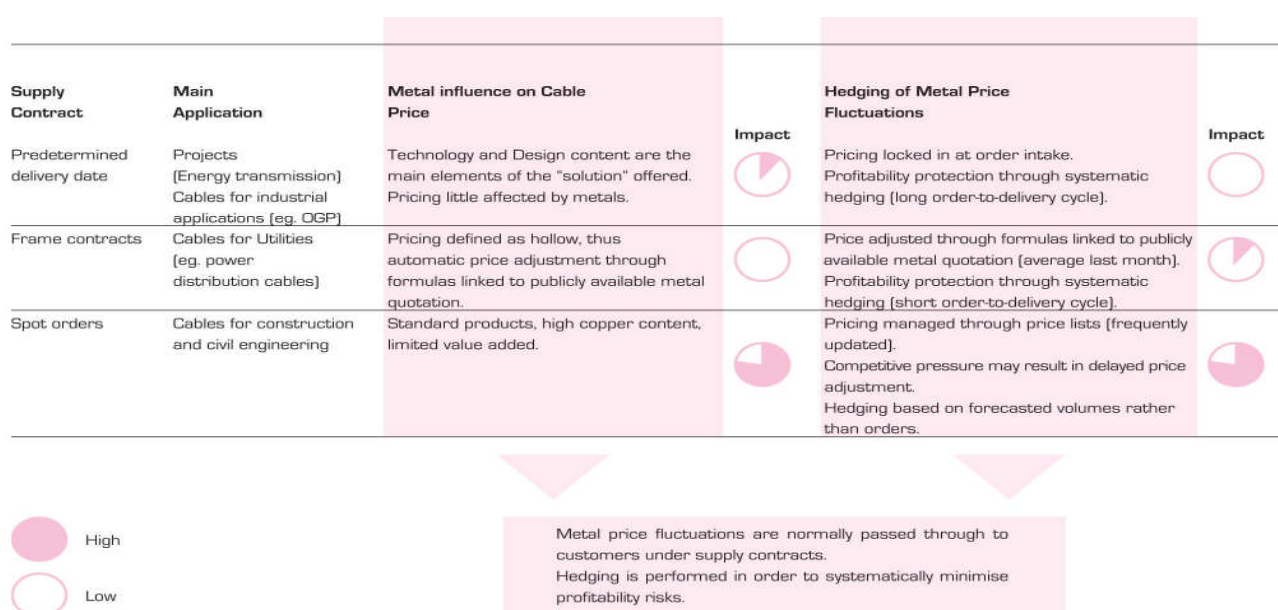 Supply
Contract
Main
Application
Metal influence on Cable
Price
Impact
Hedging of Metal Price
Fluctuations
Impact
Predetermined
delivery date
Projects
(Energy transmission)
Cables for industrial
applications (eg. OGP)
Technology and Design content are the
main elements of the “solution” offered.
Pricing little affected by metals.
Pricing locked in at order intake.
Profitability protection through systematic
hedging (long order-to-delivery cycle).
Frame contracts
Cables for Utilities
(eg. power
distribution cables)
Pricing defined as hollow, thus
automatic price adjustment through
formulas linked to publicly available metal
quotation.
Price adjusted through formulas linked to publicly
available metal quotation (average last month).
Profitability protection through systematic
hedging (short order-to-delivery cycle).
Spot orders
Cables for construction
and civil engineering
Standard products, high copper content,
limited value added.
Pricing managed through price lists (frequently
updated).
Competitive pressure may result in delayed price
adjustment.
Hedging based on forecasted volumes rather
than orders.
High
Low
Metal price fluctuations are normally passed through to
customers under supply contracts.
Hedging is performed in order to systematically minimise
profitability risks.